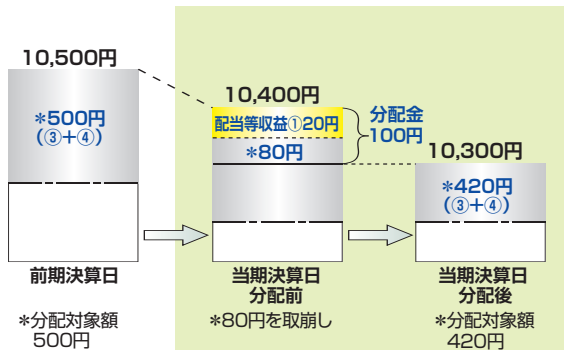 10,500円
*500円
(③+④)
前期決算日
*分配対象額
500円
10,400円
配当等収益①20円
*80円
分配金
100円
当期決算日
分配前
*80円を取崩し
10,300円
*420円
(③+④)
当期決算日
分配後
*分配対象額
420円